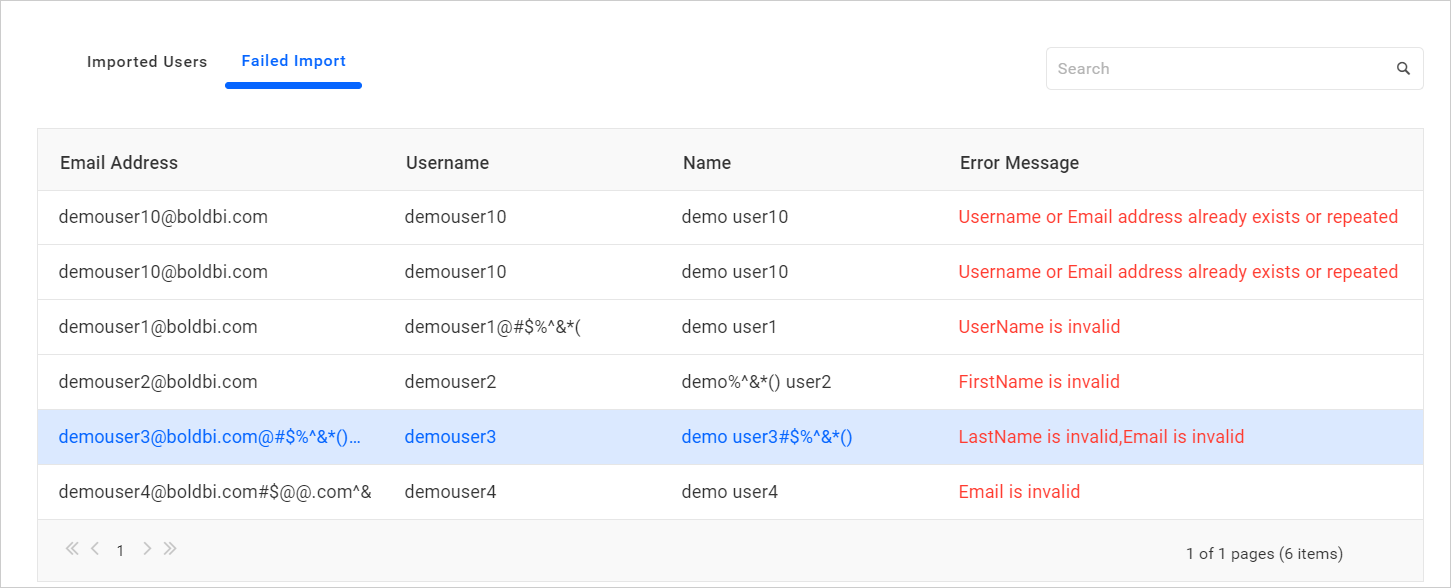 Imported Users Failed Import Search
Email Address Username Name Error Message
demouser10@boldbi.com demouser10 demo user10 Username or Email address already exists or repeated
demouser10@boldbi.com demouser10 demo user10 Username or Email address already exists or repeated
demouser1@boldbi.com demouser1@#$%^&*( demo user1 UserName is invalid
demouser2@boldbi.com demouser2 demo%^&*() user2 FirstName is invalid
demouser3@boldbi.com@#$%^&*()... demouser3 demo user3#$%^&*() LastName is invalid,Email is invalid
demouser4@boldbi.com#$@@.com^& demouser4 demo user4 Email is invalid
1 1 of 1 pages (6 items)